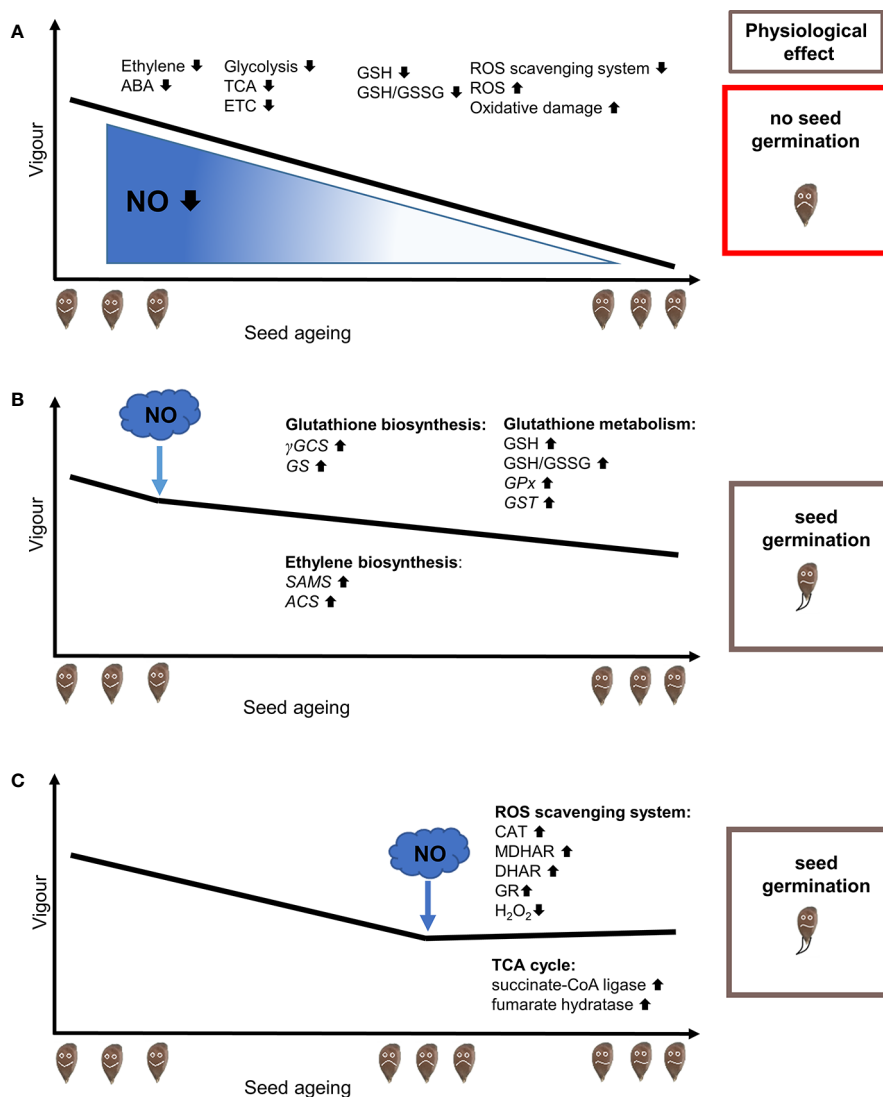 A
Vigour
Ethylene ⬇
ABA ⬇
Glycolysis ⬇
TCA ⬇
ETC ⬇
GSH ⬇
GSH/GSSG ⬇
ROS scavenging system ⬇
ROS ⬆
Oxidative damage ⬆
NO ⬇
Seed ageing
Physiological
effect
no seed
germination
B
Vigour
NO
Glutathione biosynthesis:
γGCS ⬆
GS ⬆
Glutathione metabolism:
GSH ⬆
GSH/GSSG ⬆
GPx ⬆
GST ⬆
Ethylene biosynthesis:
SAMS ⬆
ACS ⬆
Seed ageing
seed
germination
C
Vigour
NO
ROS scavenging system:
CAT ⬆
MDHAR ⬆
DHAR ⬆
GR ⬆
H₂O₂ ⬇
TCA cycle:
succinate-CoA ligase ⬆
fumarate hydratase ⬆
Seed ageing
seed
germination